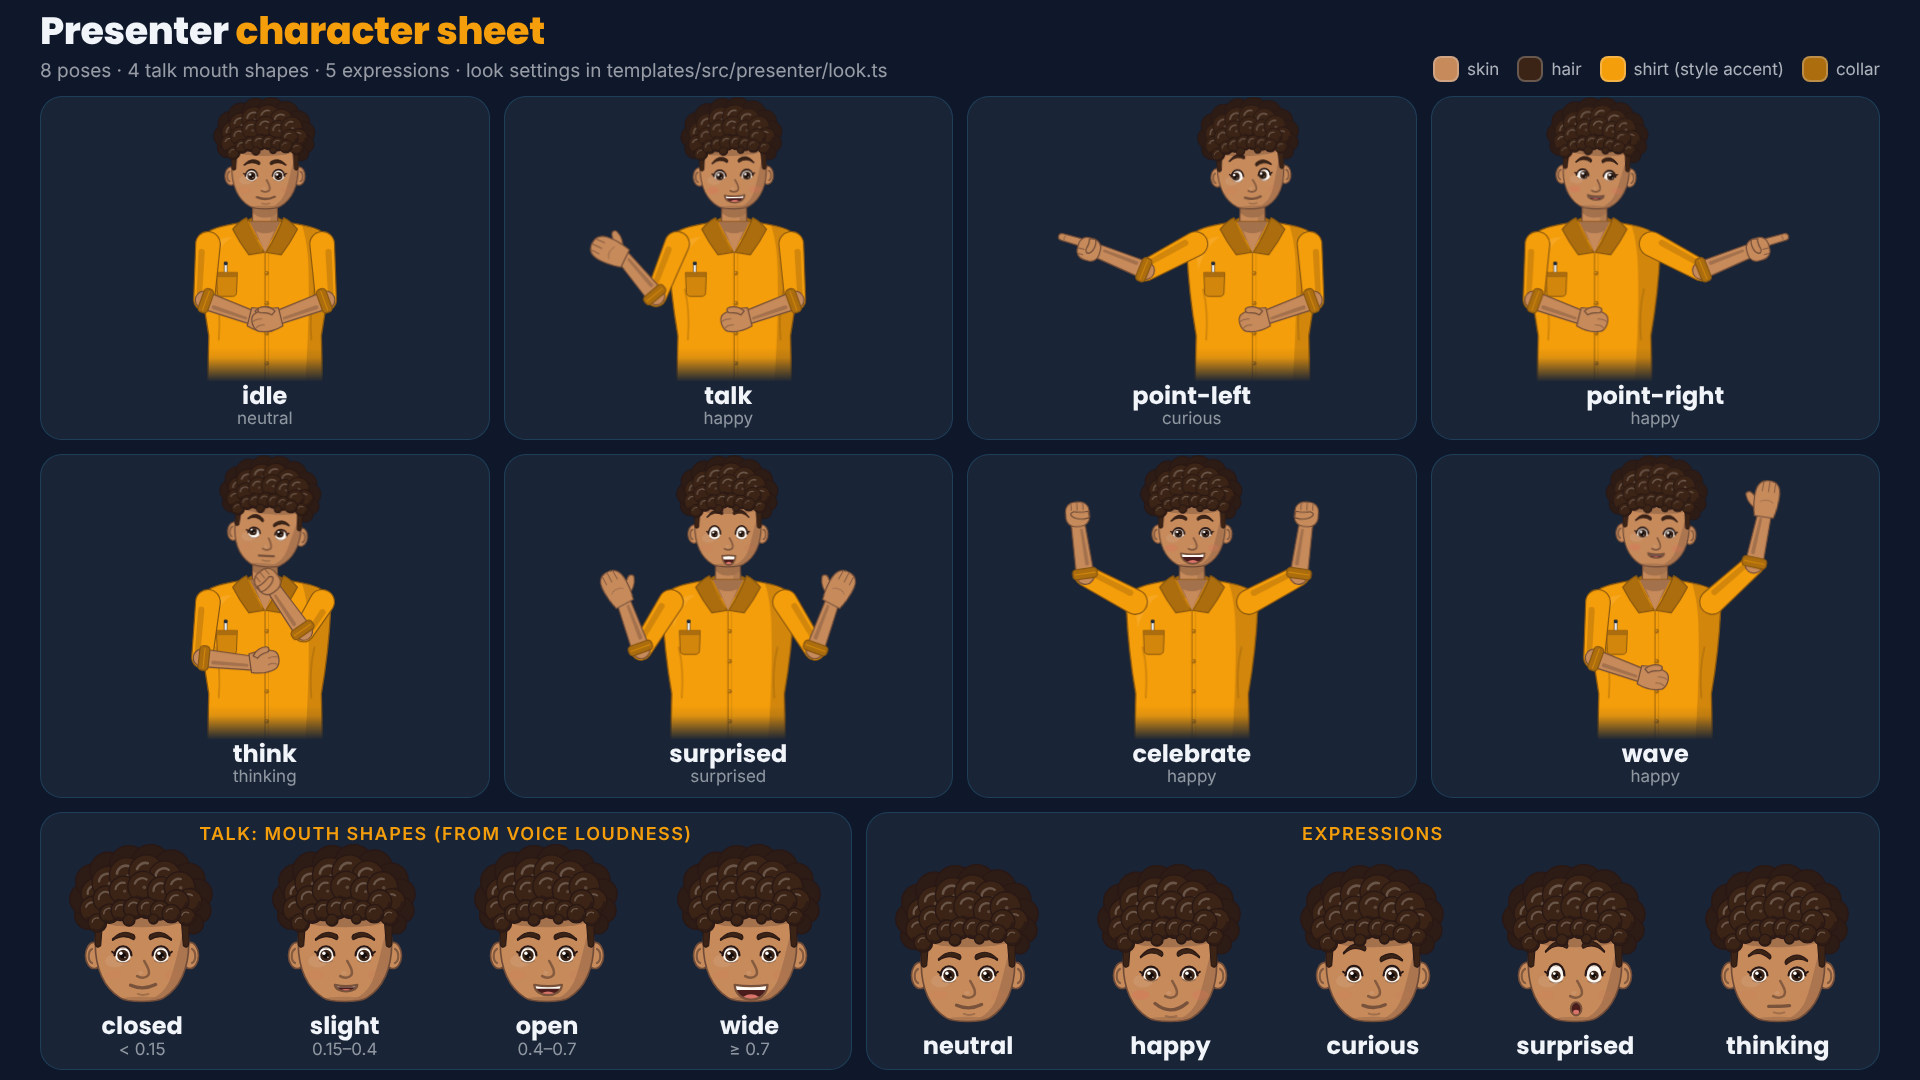 Presenter character sheet
8 poses · 4 talk mouth shapes · 5 expressions · look settings in templates/src/presenter/look.ts
skin hair shirt (style accent) collar
idle
neutral
talk
happy
point-left
curious
point-right
happy
think
thinking
surprised
surprised
celebrate
happy
wave
happy
TALK: MOUTH SHAPES (FROM VOICE LOUDNESS)
closed
< 0.15
slight
0.15–0.4
open
0.4–0.7
wide
≥ 0.7
EXPRESSIONS
neutral
happy
curious
surprised
thinking